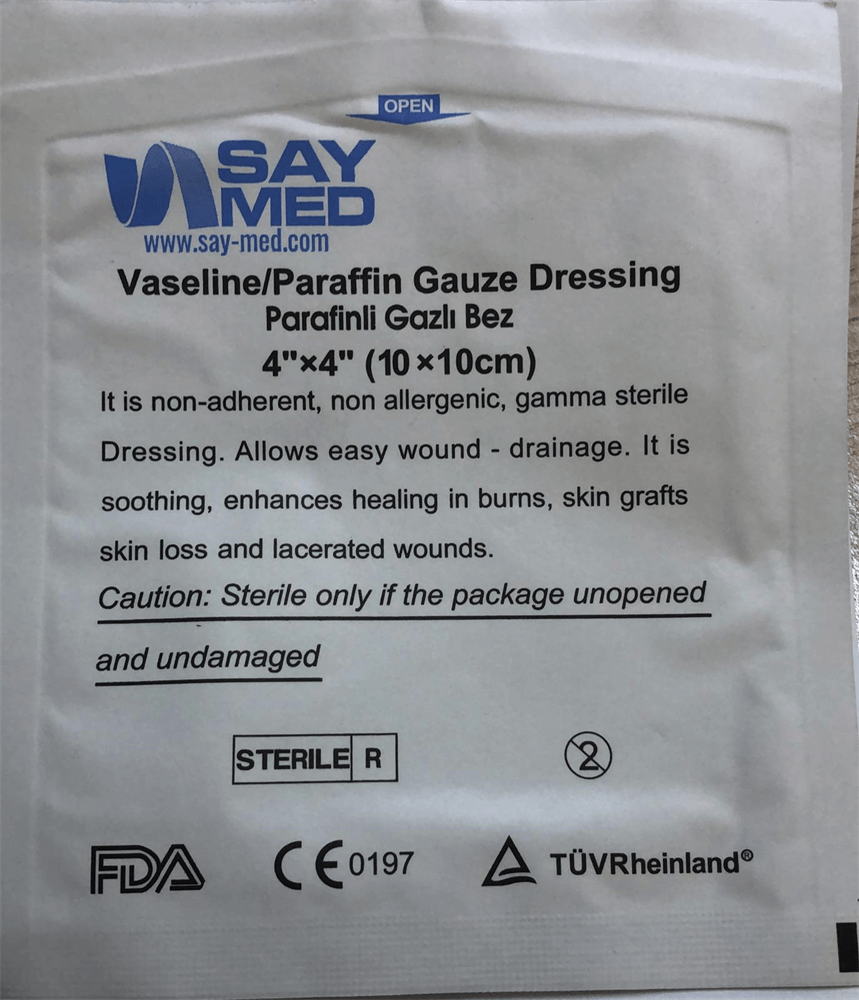 OPEN
SAY
MED
www.say-med.com
Vaseline/Paraffin Gauze Dressing
Parafinli Gazlı Bez
4"×4" (10×10cm)
It is non-adherent, non allergenic, gamma sterile
Dressing. Allows easy wound - drainage. It is
soothing, enhances healing in burns, skin grafts
skin loss and lacerated wounds.
Caution: Sterile only if the package unopened
and undamaged
STERILE R
2
FDA CE 0197 TÜVRheinland®